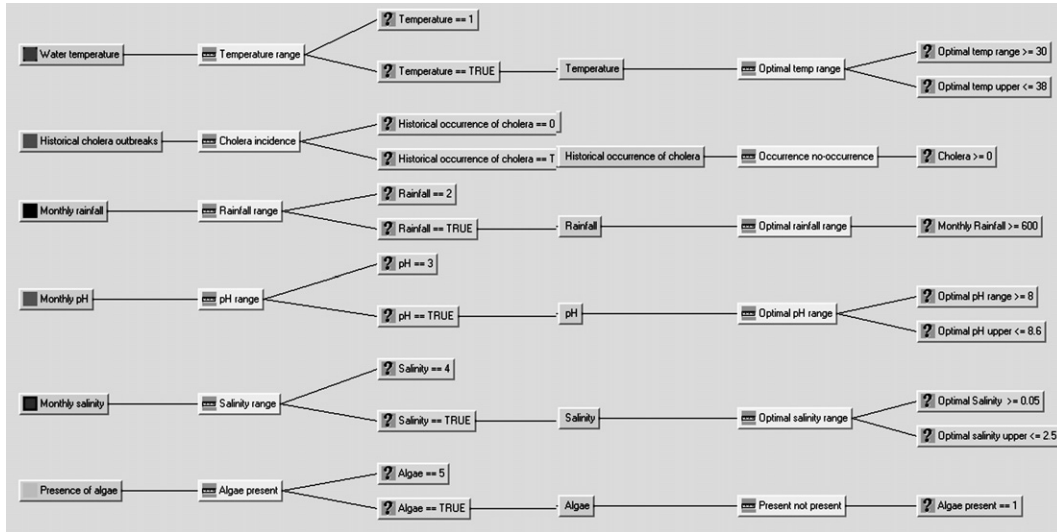 Temperature == 1
Water temperature
Temperature range
Temperature == TRUE
Temperature
Optimal temp range
Optimal temp range >= 30
Optimal temp upper <= 38
Historical cholera outbreaks
Cholera incidence
Historical occurrence of cholera == 0
Historical occurrence of cholera == T
Historical occurrence of cholera
Occurrence no-occurrence
Cholera >= 0
Monthly rainfall
Rainfall range
Rainfall == 2
Rainfall == TRUE
Rainfall
Optimal rainfall range
Monthly Rainfall >= 600
Monthly pH
pH range
pH == 3
pH == TRUE
pH
Optimal pH range
Optimal pH range >= 8
Optimal pH upper <= 8.6
Monthly salinity
Salinity range
Salinity == 4
Salinity == TRUE
Salinity
Optimal salinity range
Optimal Salinity >= 0.05
Optimal salinity upper <= 2.5
Presence of algae
Algae present
Algae == 5
Algae == TRUE
Algae
Present not present
Algae present == 1